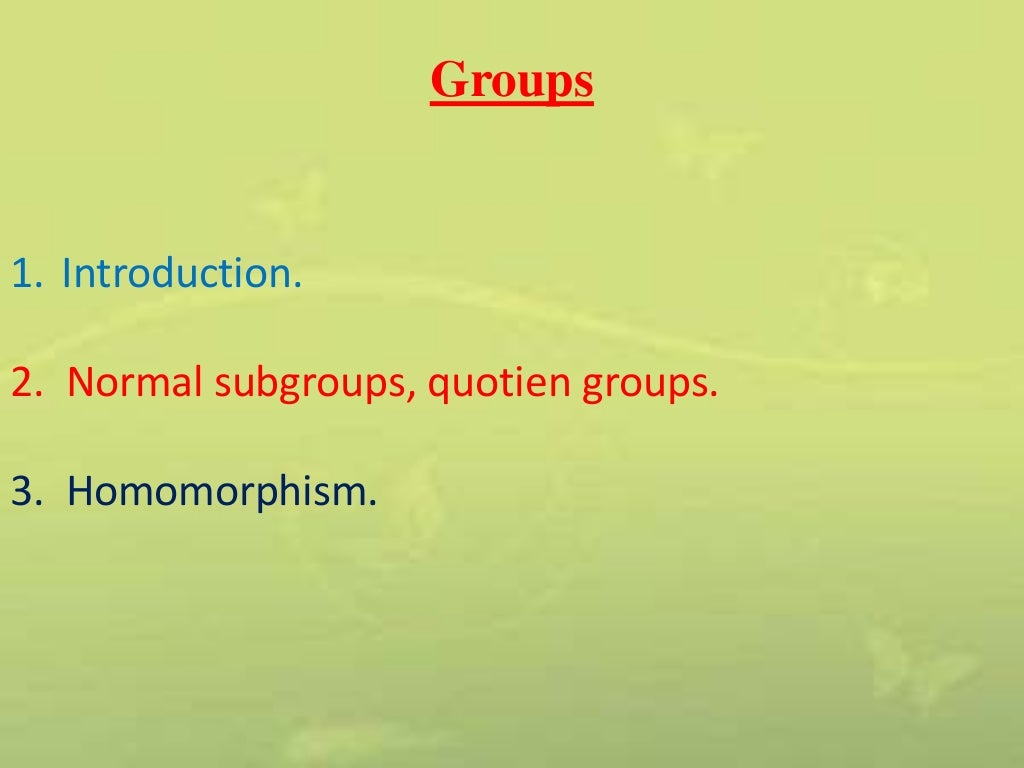 Groups
1. Introduction.
2. Normal subgroups, quotien groups.
3. Homomorphism.